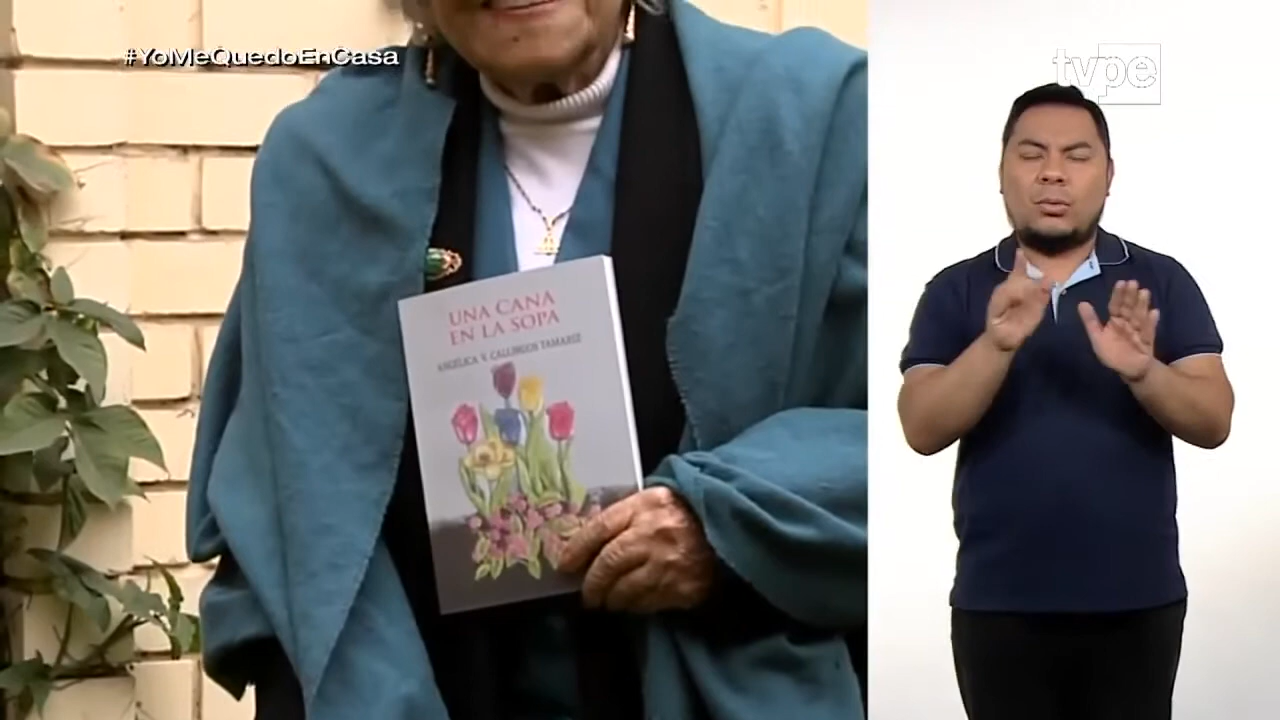 #YoMeQuedoEnCasa
tvpe
UNA CANA
EN LA SOPA
ANGÉLICA V. CALLIRGOS TAMARIZ